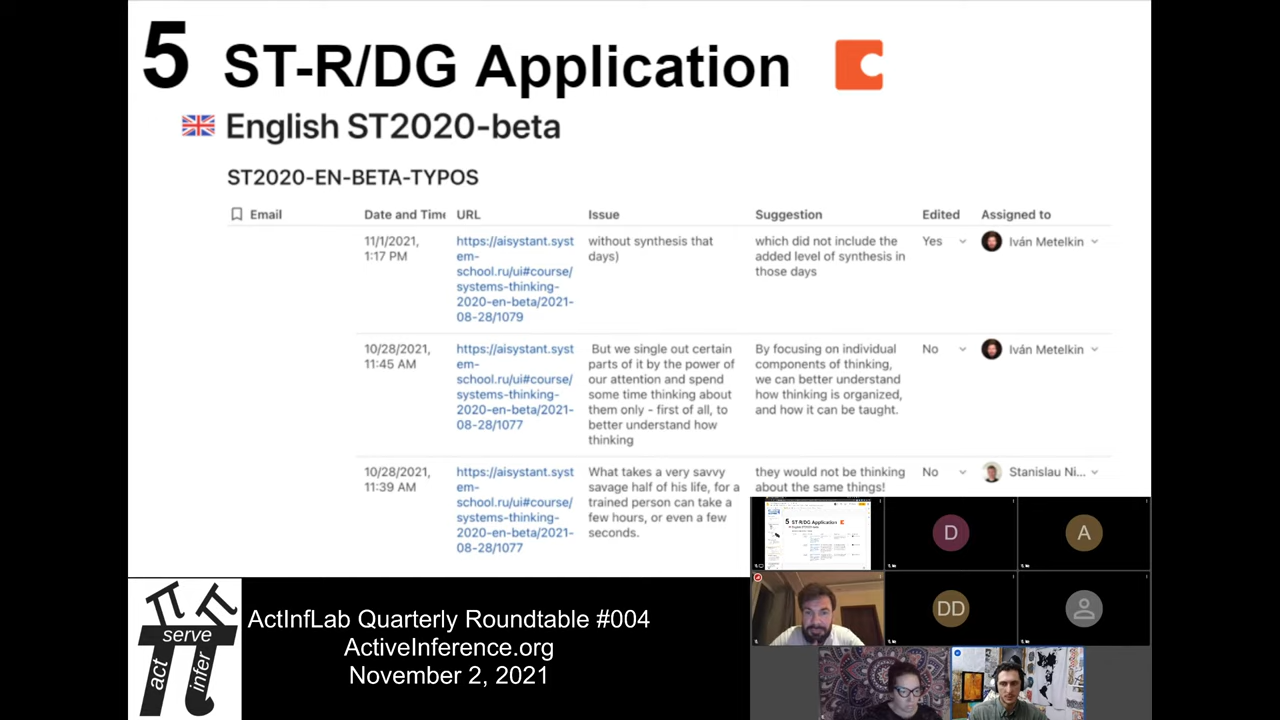 5 ST-R/DG Application
English ST2020-beta
ST2020-EN-BETA-TYPOS
Email Date and Time URL Issue Suggestion Edited Assigned to
11/1/2021,
1:17 PM
https://aisystant.syst
em-
school.ru/ui#course/
systems-thinking-
2020-en-beta/2021-
08-28/1079
without synthesis that
days)
which did not include the
added level of synthesis in
those days
Yes
Iván Metelkin
10/28/2021,
11:45 AM
https://aisystant.syst
em-
school.ru/ui#course/
systems-thinking-
2020-en-beta/2021-
08-28/1077
But we single out certain
parts of it by the power of
our attention and spend
some time thinking about
them only - first of all, to
better understand how
thinking
By focusing on individual
components of thinking,
we can better understand
how thinking is organized,
and how it can be taught.
No
Iván Metelkin
10/28/2021,
11:39 AM
https://aisystant.syst
em-
school.ru/ui#course/
systems-thinking-
2020-en-beta/2021-
08-28/1077
What takes a very savvy
savage half of his life, for a
trained person can take a
few hours, or even a few
seconds.
they would not be thinking
about the same things!
No
Stanislau Ni...
5 ST-R/DG Application
D
A
DD
serve
act
infer
ActInfLab Quarterly Roundtable #004
ActiveInference.org
November 2, 2021